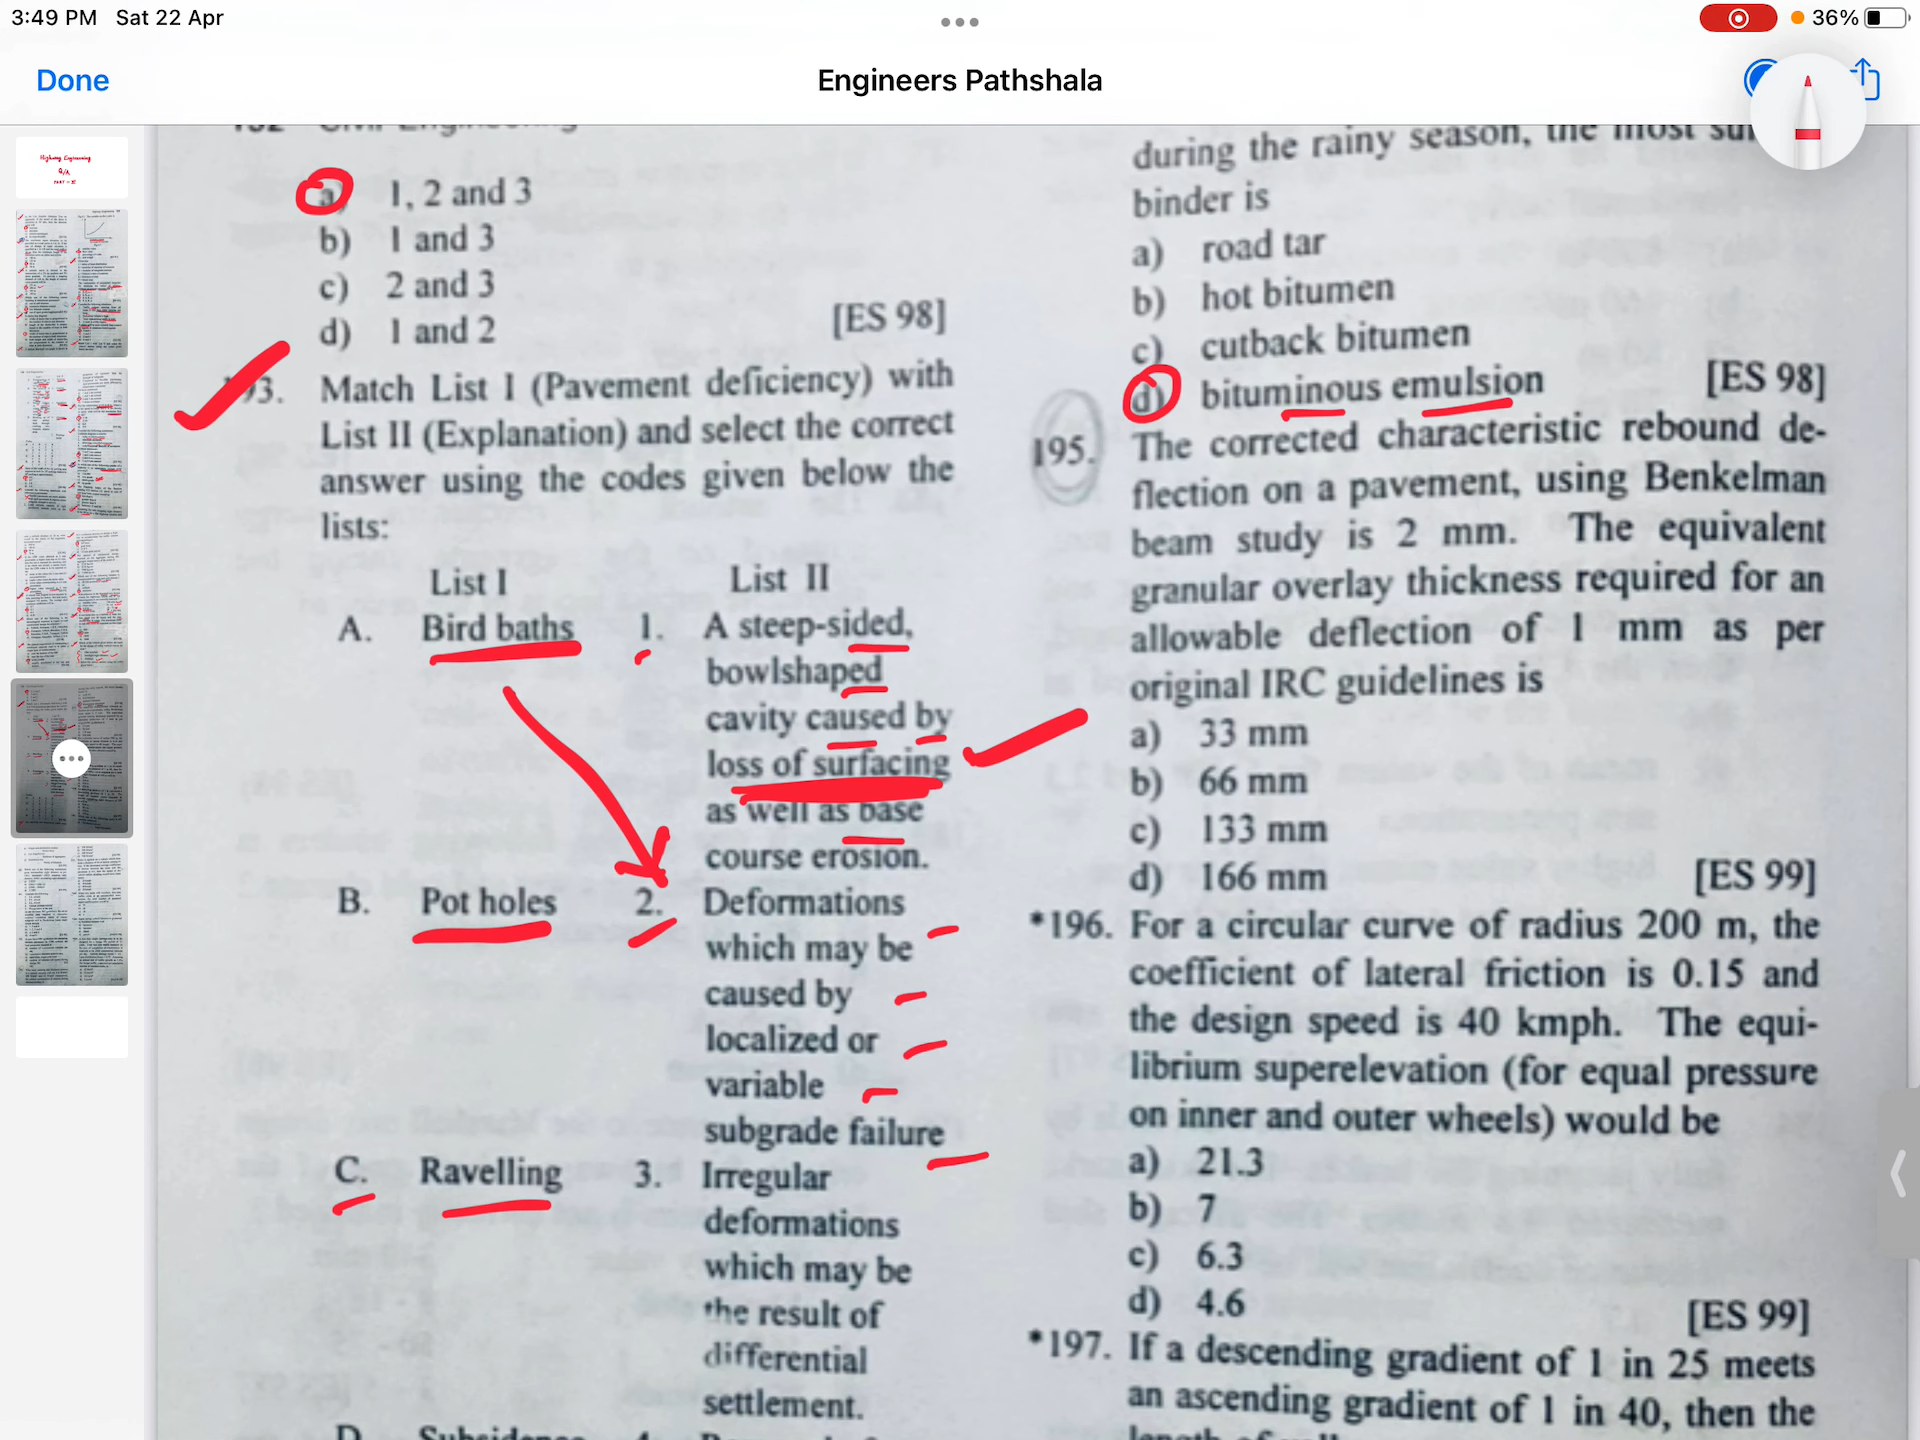 3:49 PM Sat 22 Apr
36%
Done
Engineers Pathshala
a) 1, 2 and 3
b) 1 and 3
c) 2 and 3
d) 1 and 2
[ES 98]
93. Match List I (Pavement deficiency) with
List II (Explanation) and select the correct
answer using the codes given below the
lists:
List I List II
A. Bird baths 1. A steep-sided,
bowlshaped
cavity caused by
loss of surfacing
as well as base
course erosion.
B. Pot holes 2. Deformations
which may be
caused by
localized or
variable
subgrade failure
C. Ravelling 3. Irregular
deformations
which may be
the result of
differential
settlement.
during the rainy season, the most
binder is
a) road tar
b) hot bitumen
c) cutback bitumen
d) bituminous emulsion
[ES 98]
195. The corrected characteristic rebound de-
flection on a pavement, using Benkelman
beam study is 2 mm. The equivalent
granular overlay thickness required for an
allowable deflection of 1 mm as per
original IRC guidelines is
a) 33 mm
b) 66 mm
c) 133 mm
d) 166 mm
[ES 99]
*196. For a circular curve of radius 200 m, the
coefficient of lateral friction is 0.15 and
the design speed is 40 kmph. The equi-
librium superelevation (for equal pressure
on inner and outer wheels) would be
a) 21.3
b) 7
c) 6.3
d) 4.6
[ES 99]
*197. If a descending gradient of 1 in 25 meets
an ascending gradient of 1 in 40, then the